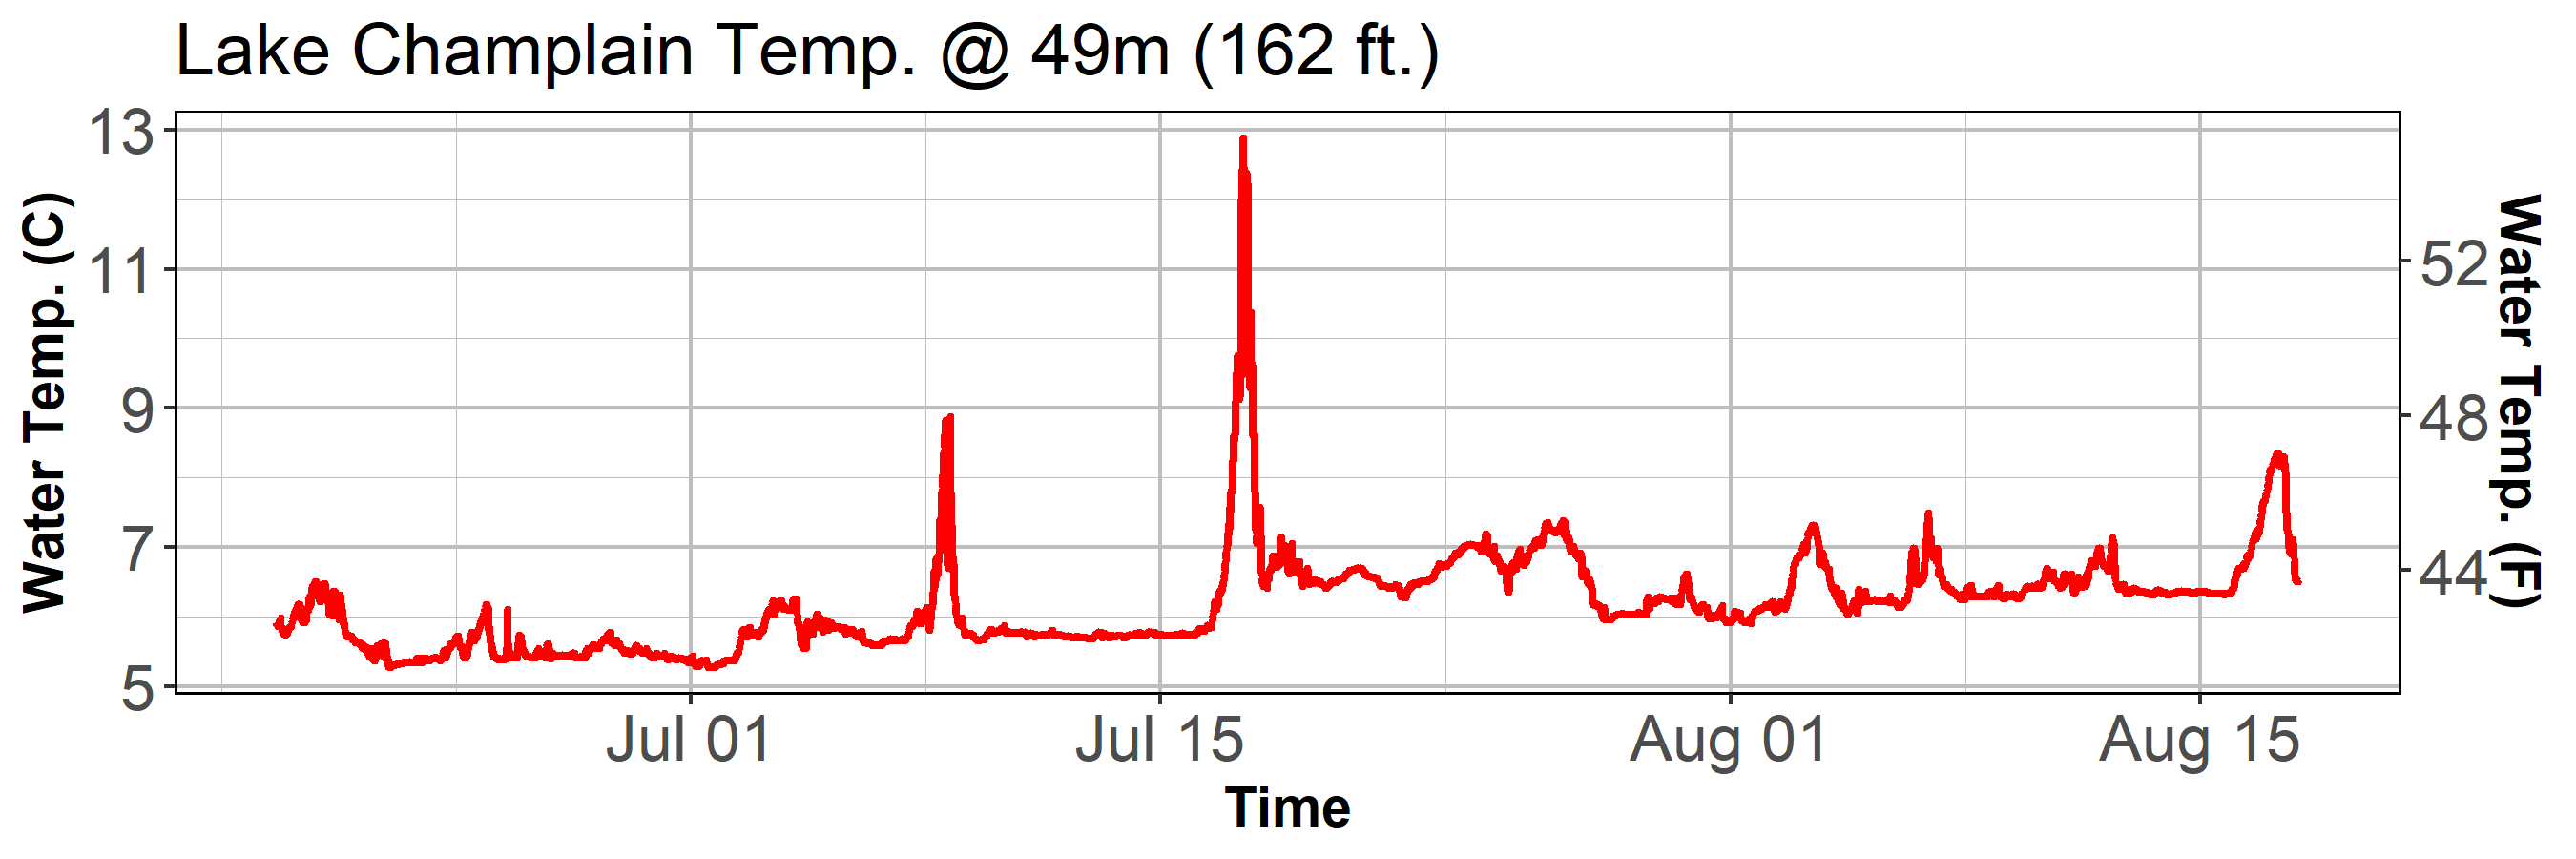 Lake Champlain Temp. @ 49m (162 ft.)
Water Temp. (C)
13
11
9
7
5
52
48
44
Water Temp. (F)
Jul 01
Jul 15
Aug 01
Aug 15
Time